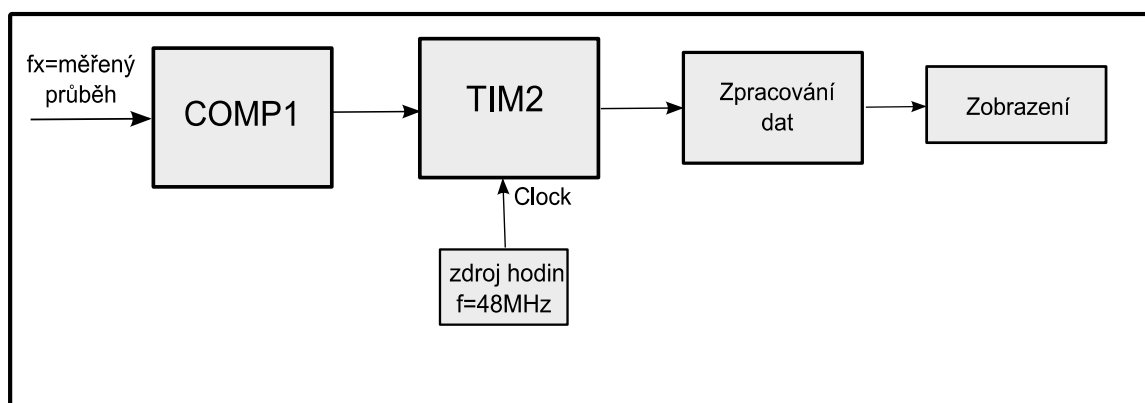 fx=měřený
průběh
COMP1
TIM2
Zpracování
dat
Zobrazení
Clock
zdroj hodin
f=48MHz